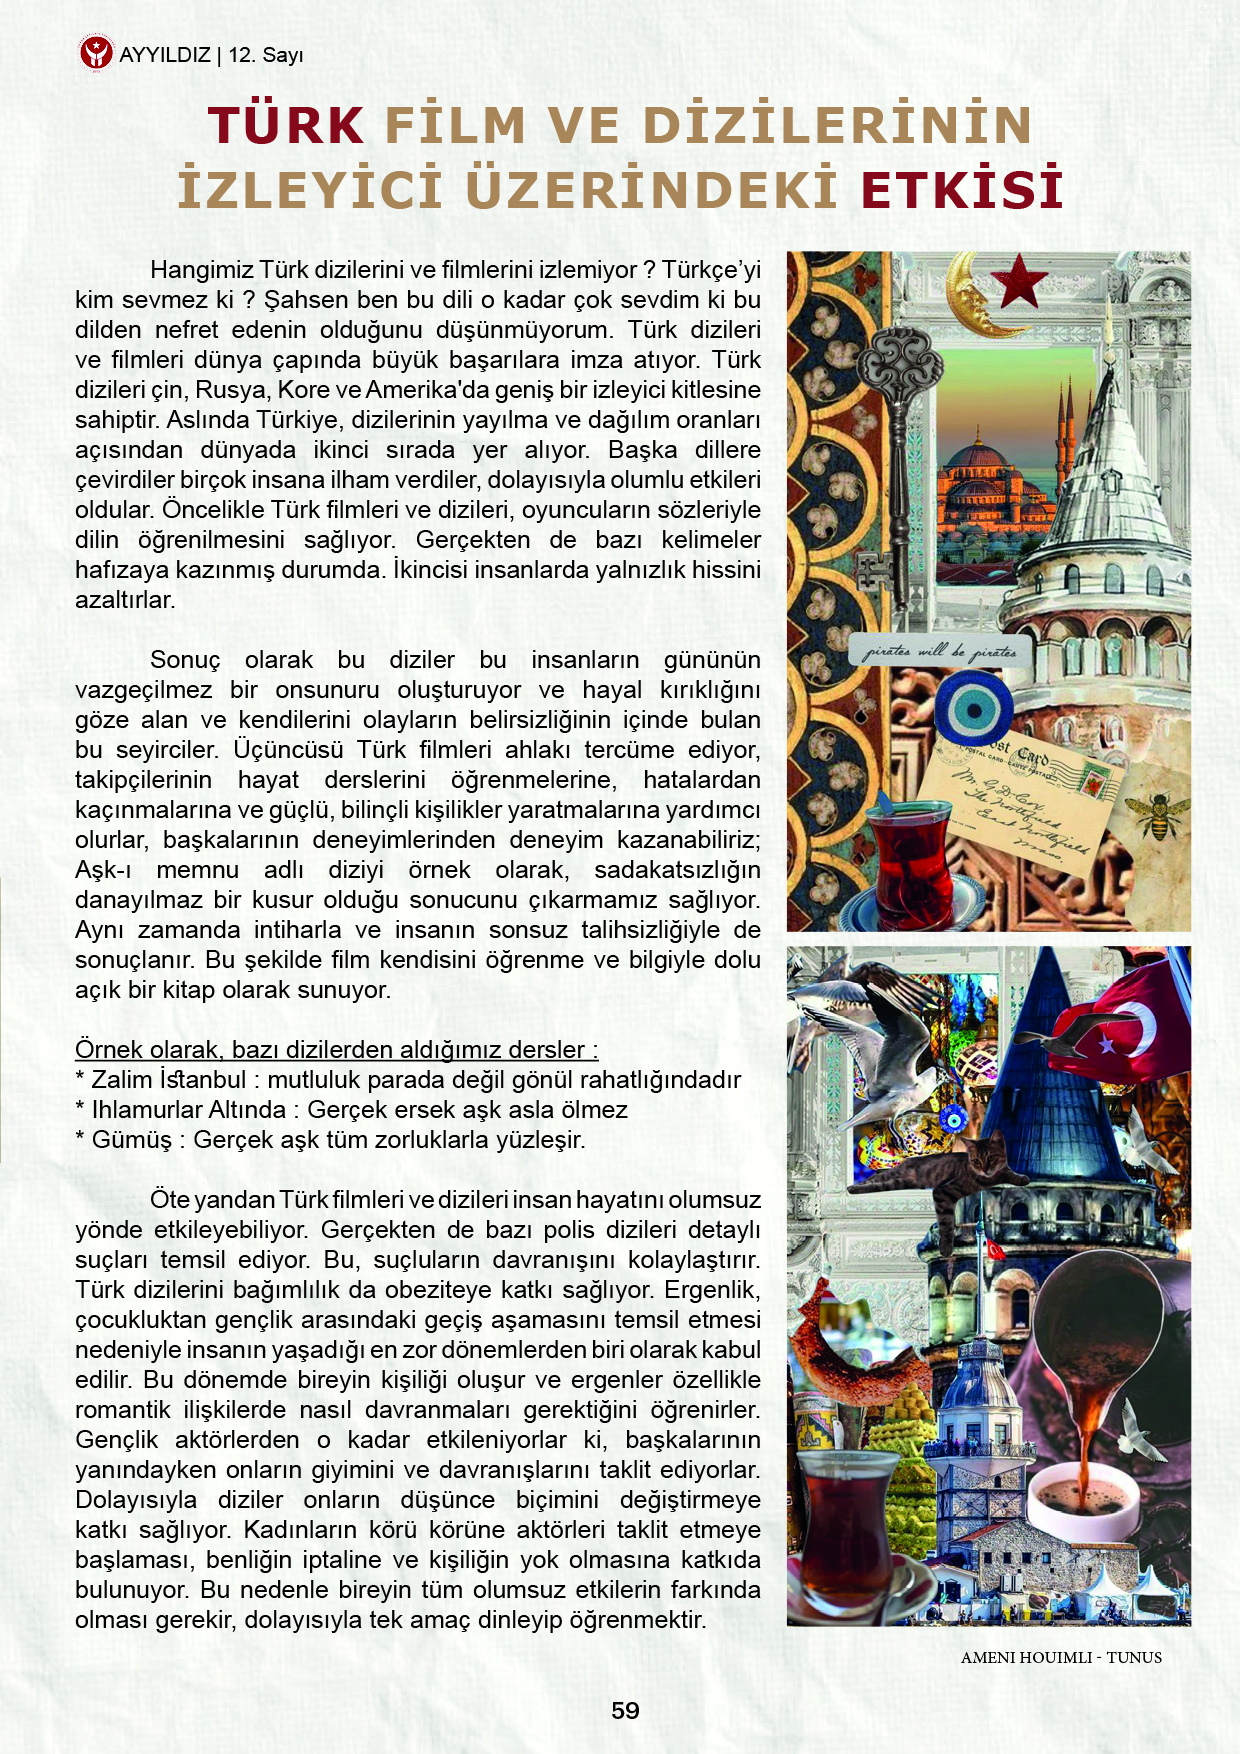 AYYILDIZ | 12. Sayı
TÜRK FİLM VE DİZİLERİNİN
İZLEYİCİ ÜZERİNDEKİ ETKİSİ
Hangimiz Türk dizilerini ve filmlerini izlemiyor ? Türkçe’yi
kim sevmez ki ? Şahsen ben bu dili o kadar çok sevdim ki bu
dilden nefret edenin olduğunu düşünmüyorum. Türk dizileri
ve filmleri dünya çapında büyük başarılara imza atıyor. Türk
dizileri çin, Rusya, Kore ve Amerika'da geniş bir izleyici kitlesine
sahiptir. Aslında Türkiye, dizilerinin yayılma ve dağılım oranları
açısından dünyada ikinci sırada yer alıyor. Başka dillere
çevirdiler birçok insana ilham verdiler, dolayısıyla olumlu etkileri
oldular. Öncelikle Türk filmleri ve dizileri, oyuncuların sözleriyle
dilin öğrenilmesini sağlıyor. Gerçekten de bazı kelimeler
hafızaya kazınmış durumda. İkincisi insanlarda yalnızlık hissini
azaltırlar.
Sonuç olarak bu diziler bu insanların gününün
vazgeçilmez bir onsunuru oluşturuyor ve hayal kırıklığını
göze alan ve kendilerini olayların belirsizliğinin içinde bulan
bu seyirciler. Üçüncüsü Türk filmleri ahlakı tercüme ediyor,
takipçilerinin hayat derslerini öğrenmelerine, hatalardan
kaçınmalarına ve güçlü, bilinçli kişilikler yaratmalarına yardımcı
olurlar, başkalarının deneyimlerinden deneyim kazanabiliriz;
Aşk-ı memnu adlı diziyi örnek olarak, sadakatsızlığın
danayılmaz bir kusur olduğu sonucunu çıkarmamız sağlıyor.
Aynı zamanda intiharla ve insanın sonsuz talihsizliğiyle de
sonuçlanır. Bu şekilde film kendisini öğrenme ve bilgiyle dolu
açık bir kitap olarak sunuyor.
Örnek olarak, bazı dizilerden aldığımız dersler :
* Zalim İstanbul : mutluluk parada değil gönül rahatlığındadır
* Ihlamurlar Altında : Gerçek ersek aşk asla ölmez
* Gümüş : Gerçek aşk tüm zorluklarla yüzleşir.
Öte yandan Türk filmleri ve dizileri insan hayatını olumsuz
yönde etkileyebiliyor. Gerçekten de bazı polis dizileri detaylı
suçları temsil ediyor. Bu, suçluların davranışını kolaylaştırır.
Türk dizilerini bağımlılık da obeziteye katkı sağlıyor. Ergenlik,
çocukluktan gençlik arasındaki geçiş aşamasını temsil etmesi
nedeniyle insanın yaşadığı en zor dönemlerden biri olarak kabul
edilir. Bu dönemde bireyin kişiliği oluşur ve ergenler özellikle
romantik ilişkilerde nasıl davranmaları gerektiğini öğrenirler.
Gençlik aktörlerden o kadar etkileniyorlar ki, başkalarının
yanındayken onların giyimini ve davranışlarını taklit ediyorlar.
Dolayısıyla diziler onların düşünce biçimini değiştirmeye
katkı sağlıyor. Kadınların körü körüne aktörleri taklit etmeye
başlaması, benliğin iptaline ve kişiliğin yok olmasına katkıda
bulunuyor. Bu nedenle bireyin tüm olumsuz etkilerin farkında
olması gerekir, dolayısıyla tek amaç dinleyip öğrenmektir.
pirates will be pirates
Post Card
POSTAL CARD - CARTE POSTALE
Mr. G. D. Cox
The Northfield
East Northfield
Mass.
AMENI HOUIMLI - TUNUS
59